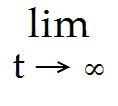 lim
t → ∞